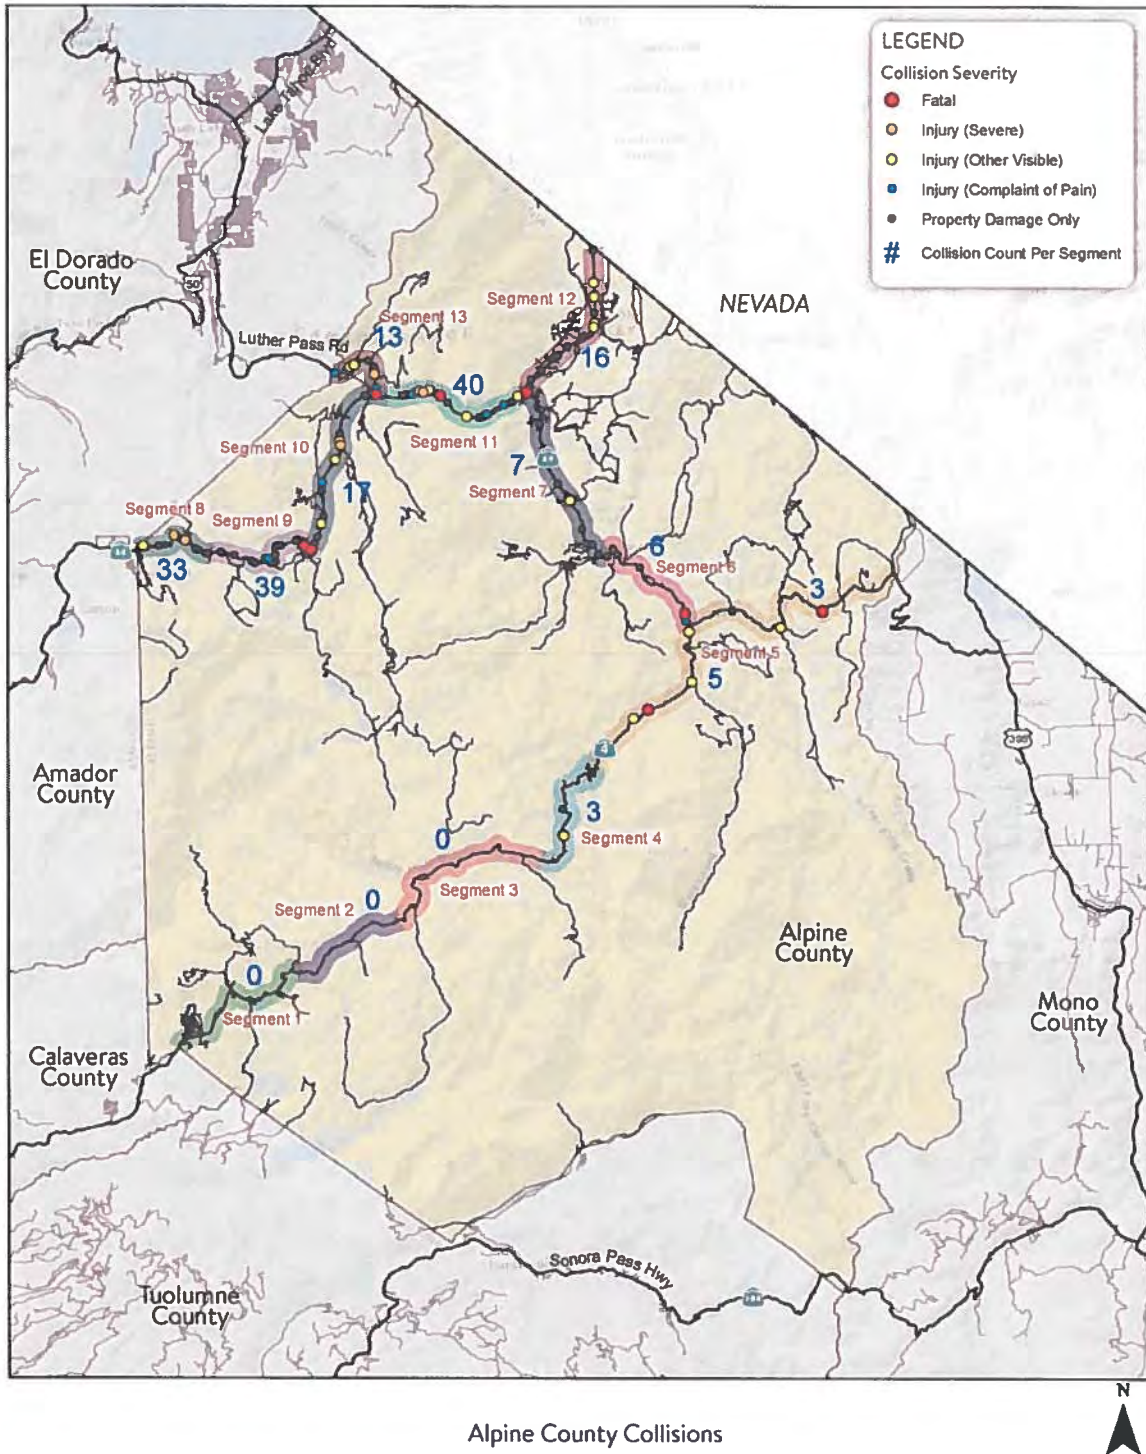 LEGEND
Collision Severity
Fatal
Injury (Severe)
Injury (Other Visible)
Injury (Complaint of Pain)
Property Damage Only
# Collision Count Per Segment
El Dorado
County
50
Luther Pass Rd
NEVADA
Segment 12
16
Segment 13
13
40
Segment 11
Segment 10
17
7
Segment 7
Segment 8
33
Segment 9
39
6
Segment 6
3
Segment 5
5
395
Amador
County
4
3
Segment 4
0
Segment 3
0
Segment 2
0
Segment 1
Alpine
County
Mono
County
Calaveras
County
Sonora Pass Hwy
Tuolumne
County
N
Alpine County Collisions